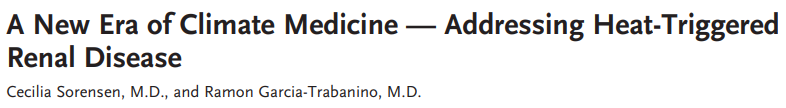 A New Era of Climate Medicine — Addressing Heat-Triggered
Renal Disease
Cecilia Sorensen, M.D., and Ramon Garcia-Trabanino, M.D.